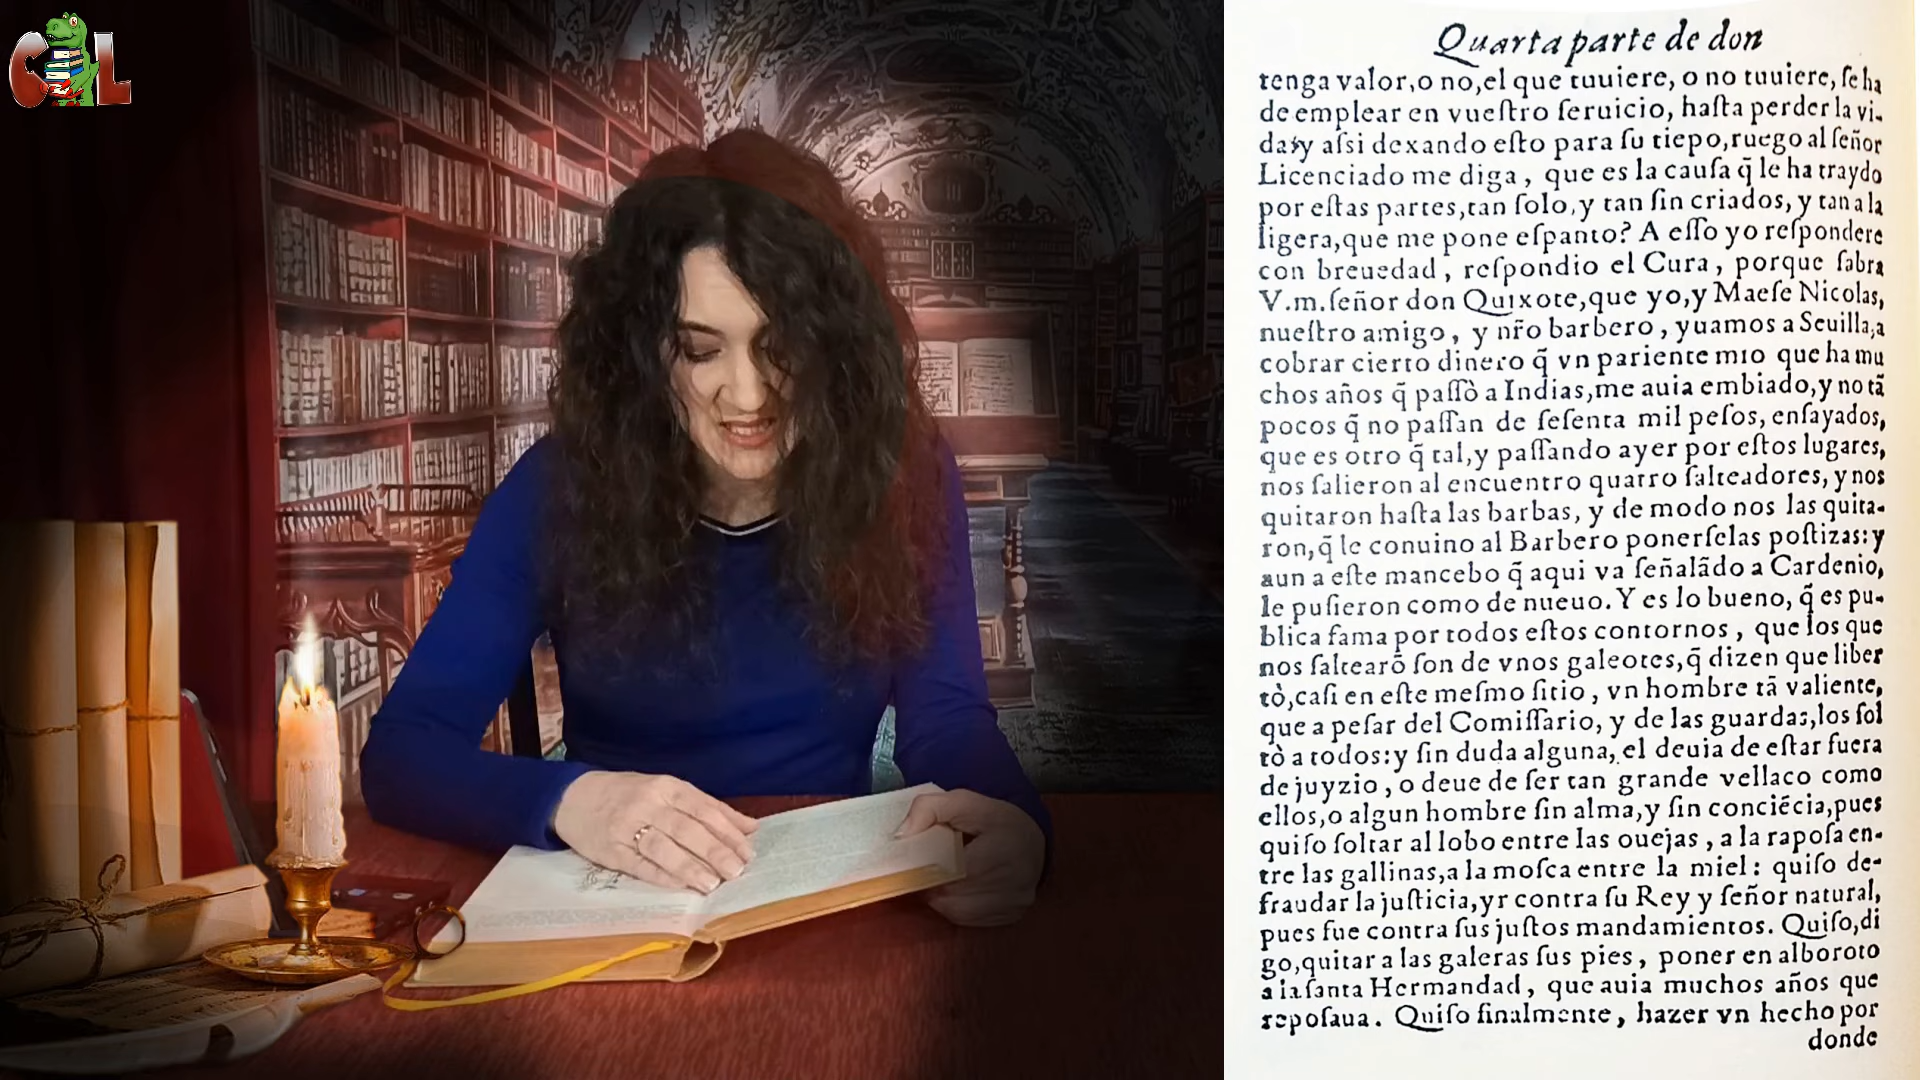 C L
Quarta parte de don
tenga valor, o no, el que tuuiere, o no tuuiere, ſe ha
de emplear en vueſtro ſeruicio, haſta perder la vi-
da: y aſsi dexando eſto para ſu tiẽpo, ruego al ſeñor
Licenciado me diga, que es la cauſa q̃ le ha traydo
por eſtas partes, tan ſolo, y tan ſin criados, y tan a la
ligera, que me pone eſpanto? A eſſo yo reſpondere
con breuedad, reſpondio el Cura, porque ſabra
V.m. ſeñor don Quixote, que yo, y Maeſe Nicolas,
nueſtro amigo, y nr̃o barbero, yuamos a Seuilla, a
cobrar cierto dinero q̃ vn pariente mio que ha mu
chos años q̃ paſſò a Indias, me auia embiado, y no tã
pocos q̃ no paſſan de ſeſenta mil peſos, enſayados,
que es otro q̃ tal, y paſſando ayer por eſtos lugares,
nos ſalieron al encuentro quatro ſalteadores, y nos
quitaron haſta las barbas, y de modo nos las quita-
ron, q̃ le conuino al Barbero ponerſelas poſtizas: y
aun a eſte mancebo q̃ aqui va ſeñalãdo a Cardenio,
le puſieron como de nueuo. Y es lo bueno, q̃ es pu-
blica fama por todos eſtos contornos, que los que
nos ſaltearõ ſon de vnos galeotes, q̃ dizen que liber
tò, caſi en eſte meſmo ſitio, vn hombre tã valiente,
que a peſar del Comiſſario, y de las guardas, los ſol
tò a todos: y ſin duda alguna, el deuia de eſtar fuera
de juyzio, o deue de ſer tan grande vellaco como
ellos, o algun hombre ſin alma, y ſin conciẽcia, pues
quiſo ſoltar al lobo entre las ouejas, a la rapoſa en-
tre las gallinas, a la moſca entre la miel: quiſo de-
fraudar la juſticia, yr contra ſu Rey y ſeñor natural,
pues fue contra ſus juſtos mandamientos. Quiſo, di
go, quitar a las galeras ſus pies, poner en alboroto
a la ſanta Hermandad, que auia muchos años que
repoſaua. Quiſo finalmente, hazer vn hecho por
donde